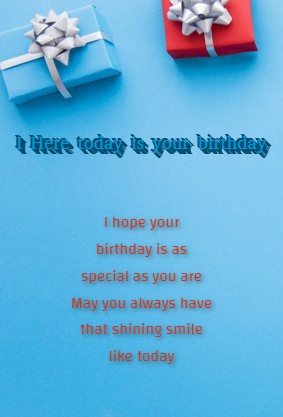 I Here today is your birthday
I hope your
birthday is as
special as you are
May you always have
that shining smile
like today